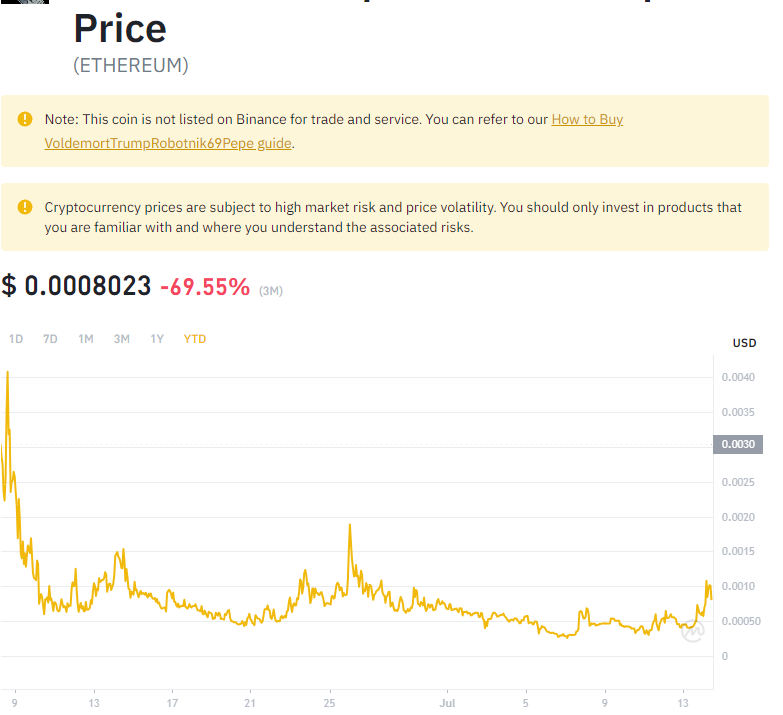 Price
(ETHEREUM)
Note: This coin is not listed on Binance for trade and service. You can refer to our How to Buy
VoldemortTrumpRobotnik69Pepe guide.
Cryptocurrency prices are subject to high market risk and price volatility. You should only invest in products that
you are familiar with and where you understand the associated risks.
$ 0.0008023 -69.55% (3M)
1D 7D 1M 3M 1Y YTD
USD
0.0040
0.0035
0.0030
0.0025
0.0020
0.0015
0.0010
0.00050
0
9 13 17 21 25 Jul 5 9 13